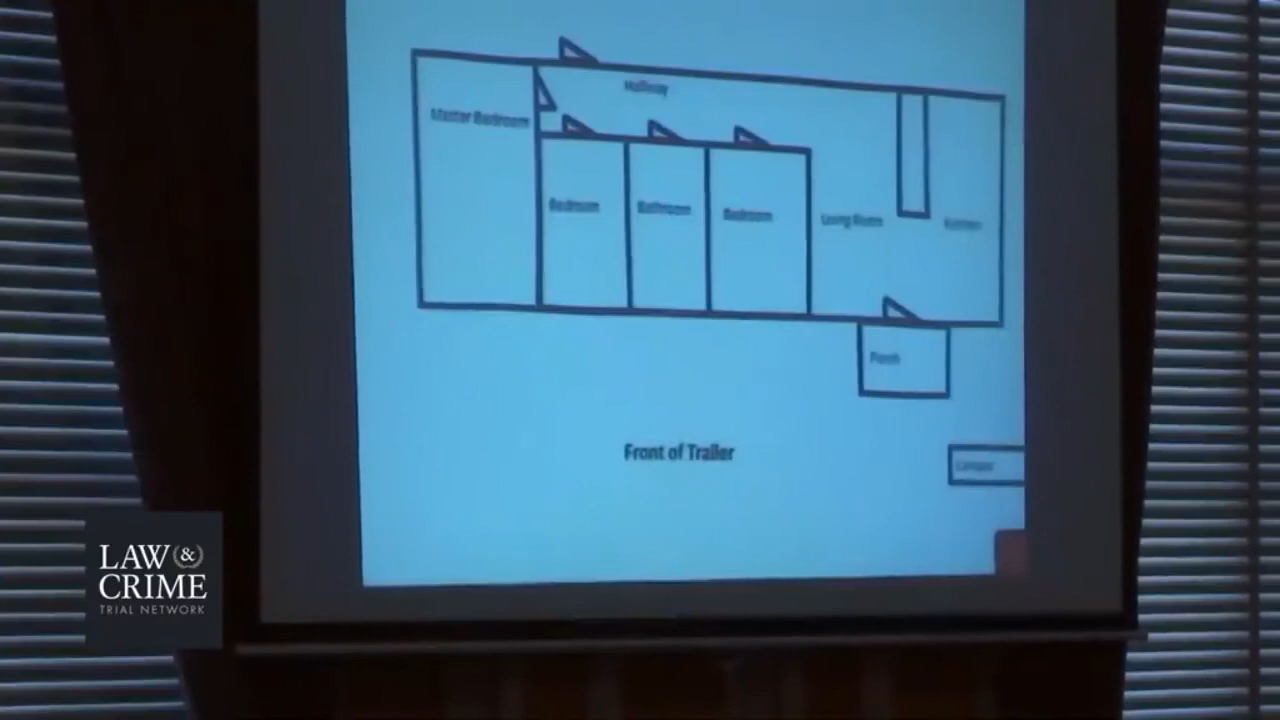 Hallway
Master Bedroom
Bedroom
Bathroom
Bedroom
Living Room
Kitchen
Porch
Front of Trailer
LAW & CRIME
TRIAL NETWORK